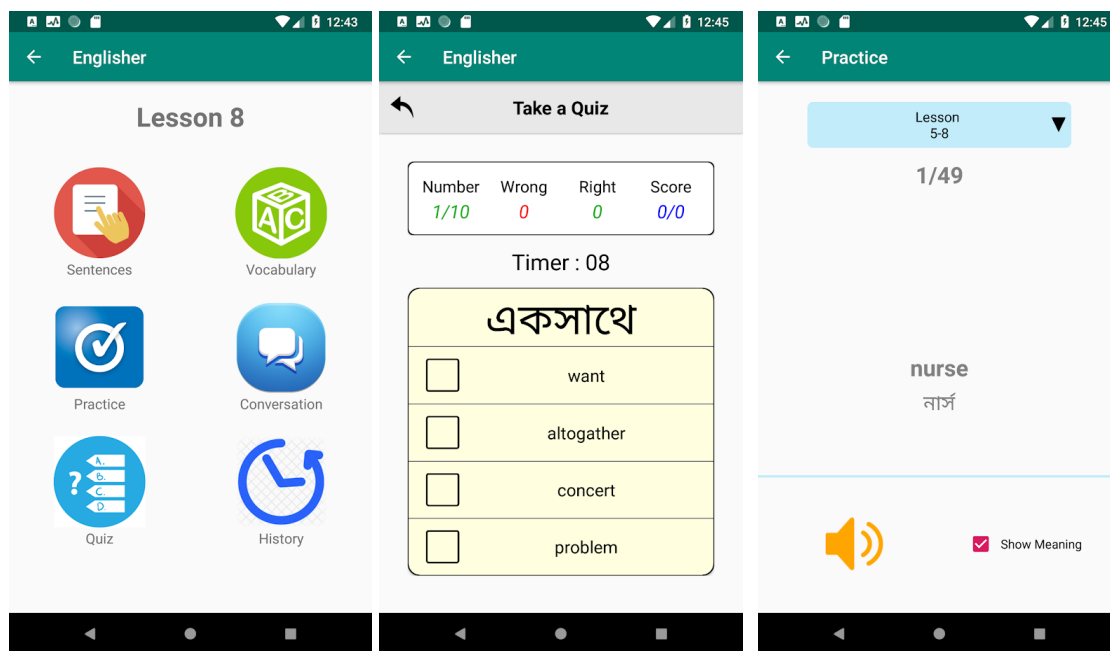 12:43
Englisher
Lesson 8
Sentences
Vocabulary
Practice
Conversation
Quiz
History
12:45
Englisher
Take a Quiz
Number Wrong Right Score
1/10 0 0 0/0
Timer : 08
একসাথে
want
altogather
concert
problem
12:45
Practice
Lesson
5-8
1/49
nurse
নার্স
Show Meaning